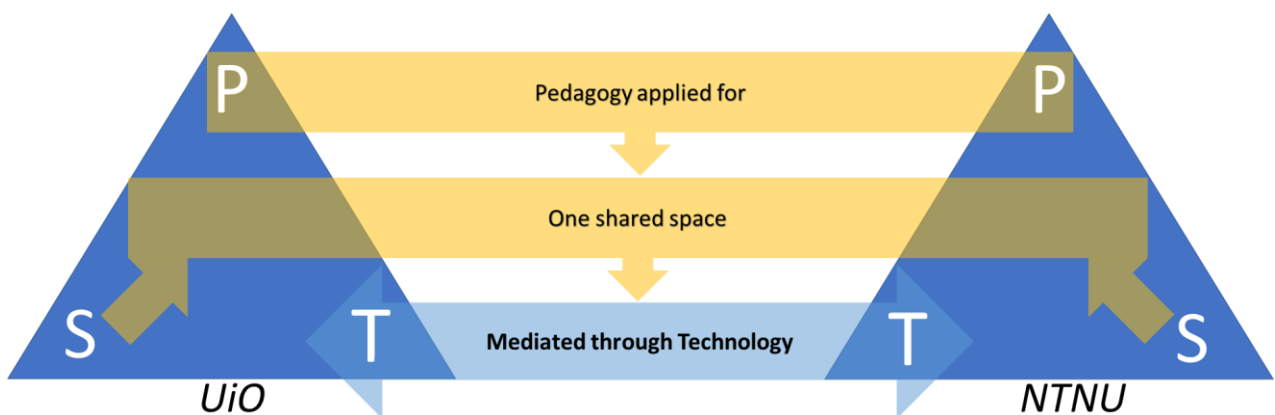 P
Pedagogy applied for
P
One shared space
S
T
Mediated through Technology
T
S
UiO
NTNU